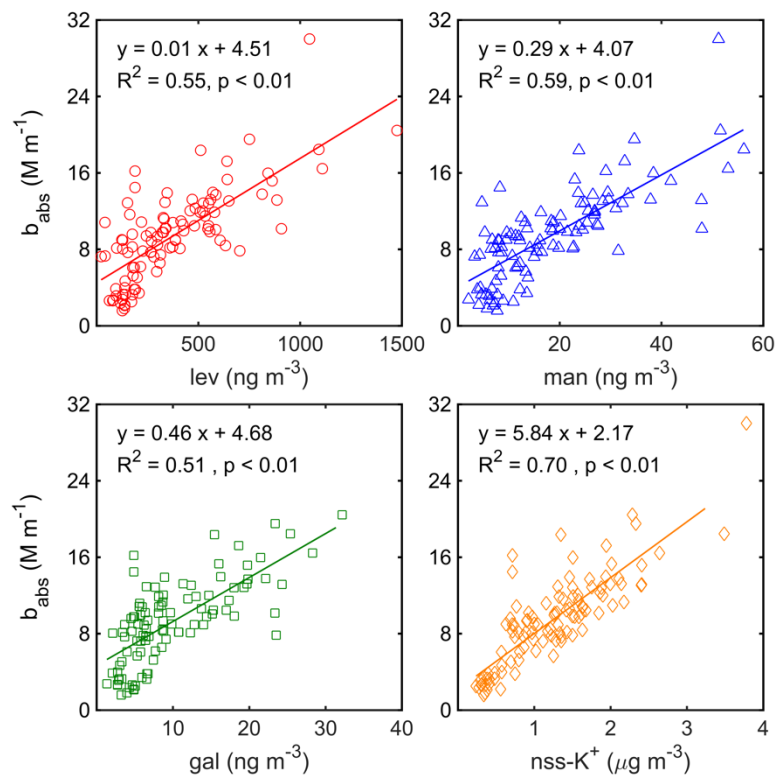 y = 0.01 x + 4.51
R² = 0.55, p < 0.01
32
24
16
8
0
b_abs (M m⁻¹)
500
1000
1500
lev (ng m⁻³)
y = 0.29 x + 4.07
R² = 0.59, p < 0.01
32
24
16
8
0
20
40
60
man (ng m⁻³)
y = 0.46 x + 4.68
R² = 0.51 , p < 0.01
32
24
16
8
0
b_abs (M m⁻¹)
10
20
30
40
gal (ng m⁻³)
y = 5.84 x + 2.17
R² = 0.70 , p < 0.01
32
24
16
8
0
1
2
3
4
nss-K⁺ (μg m⁻³)